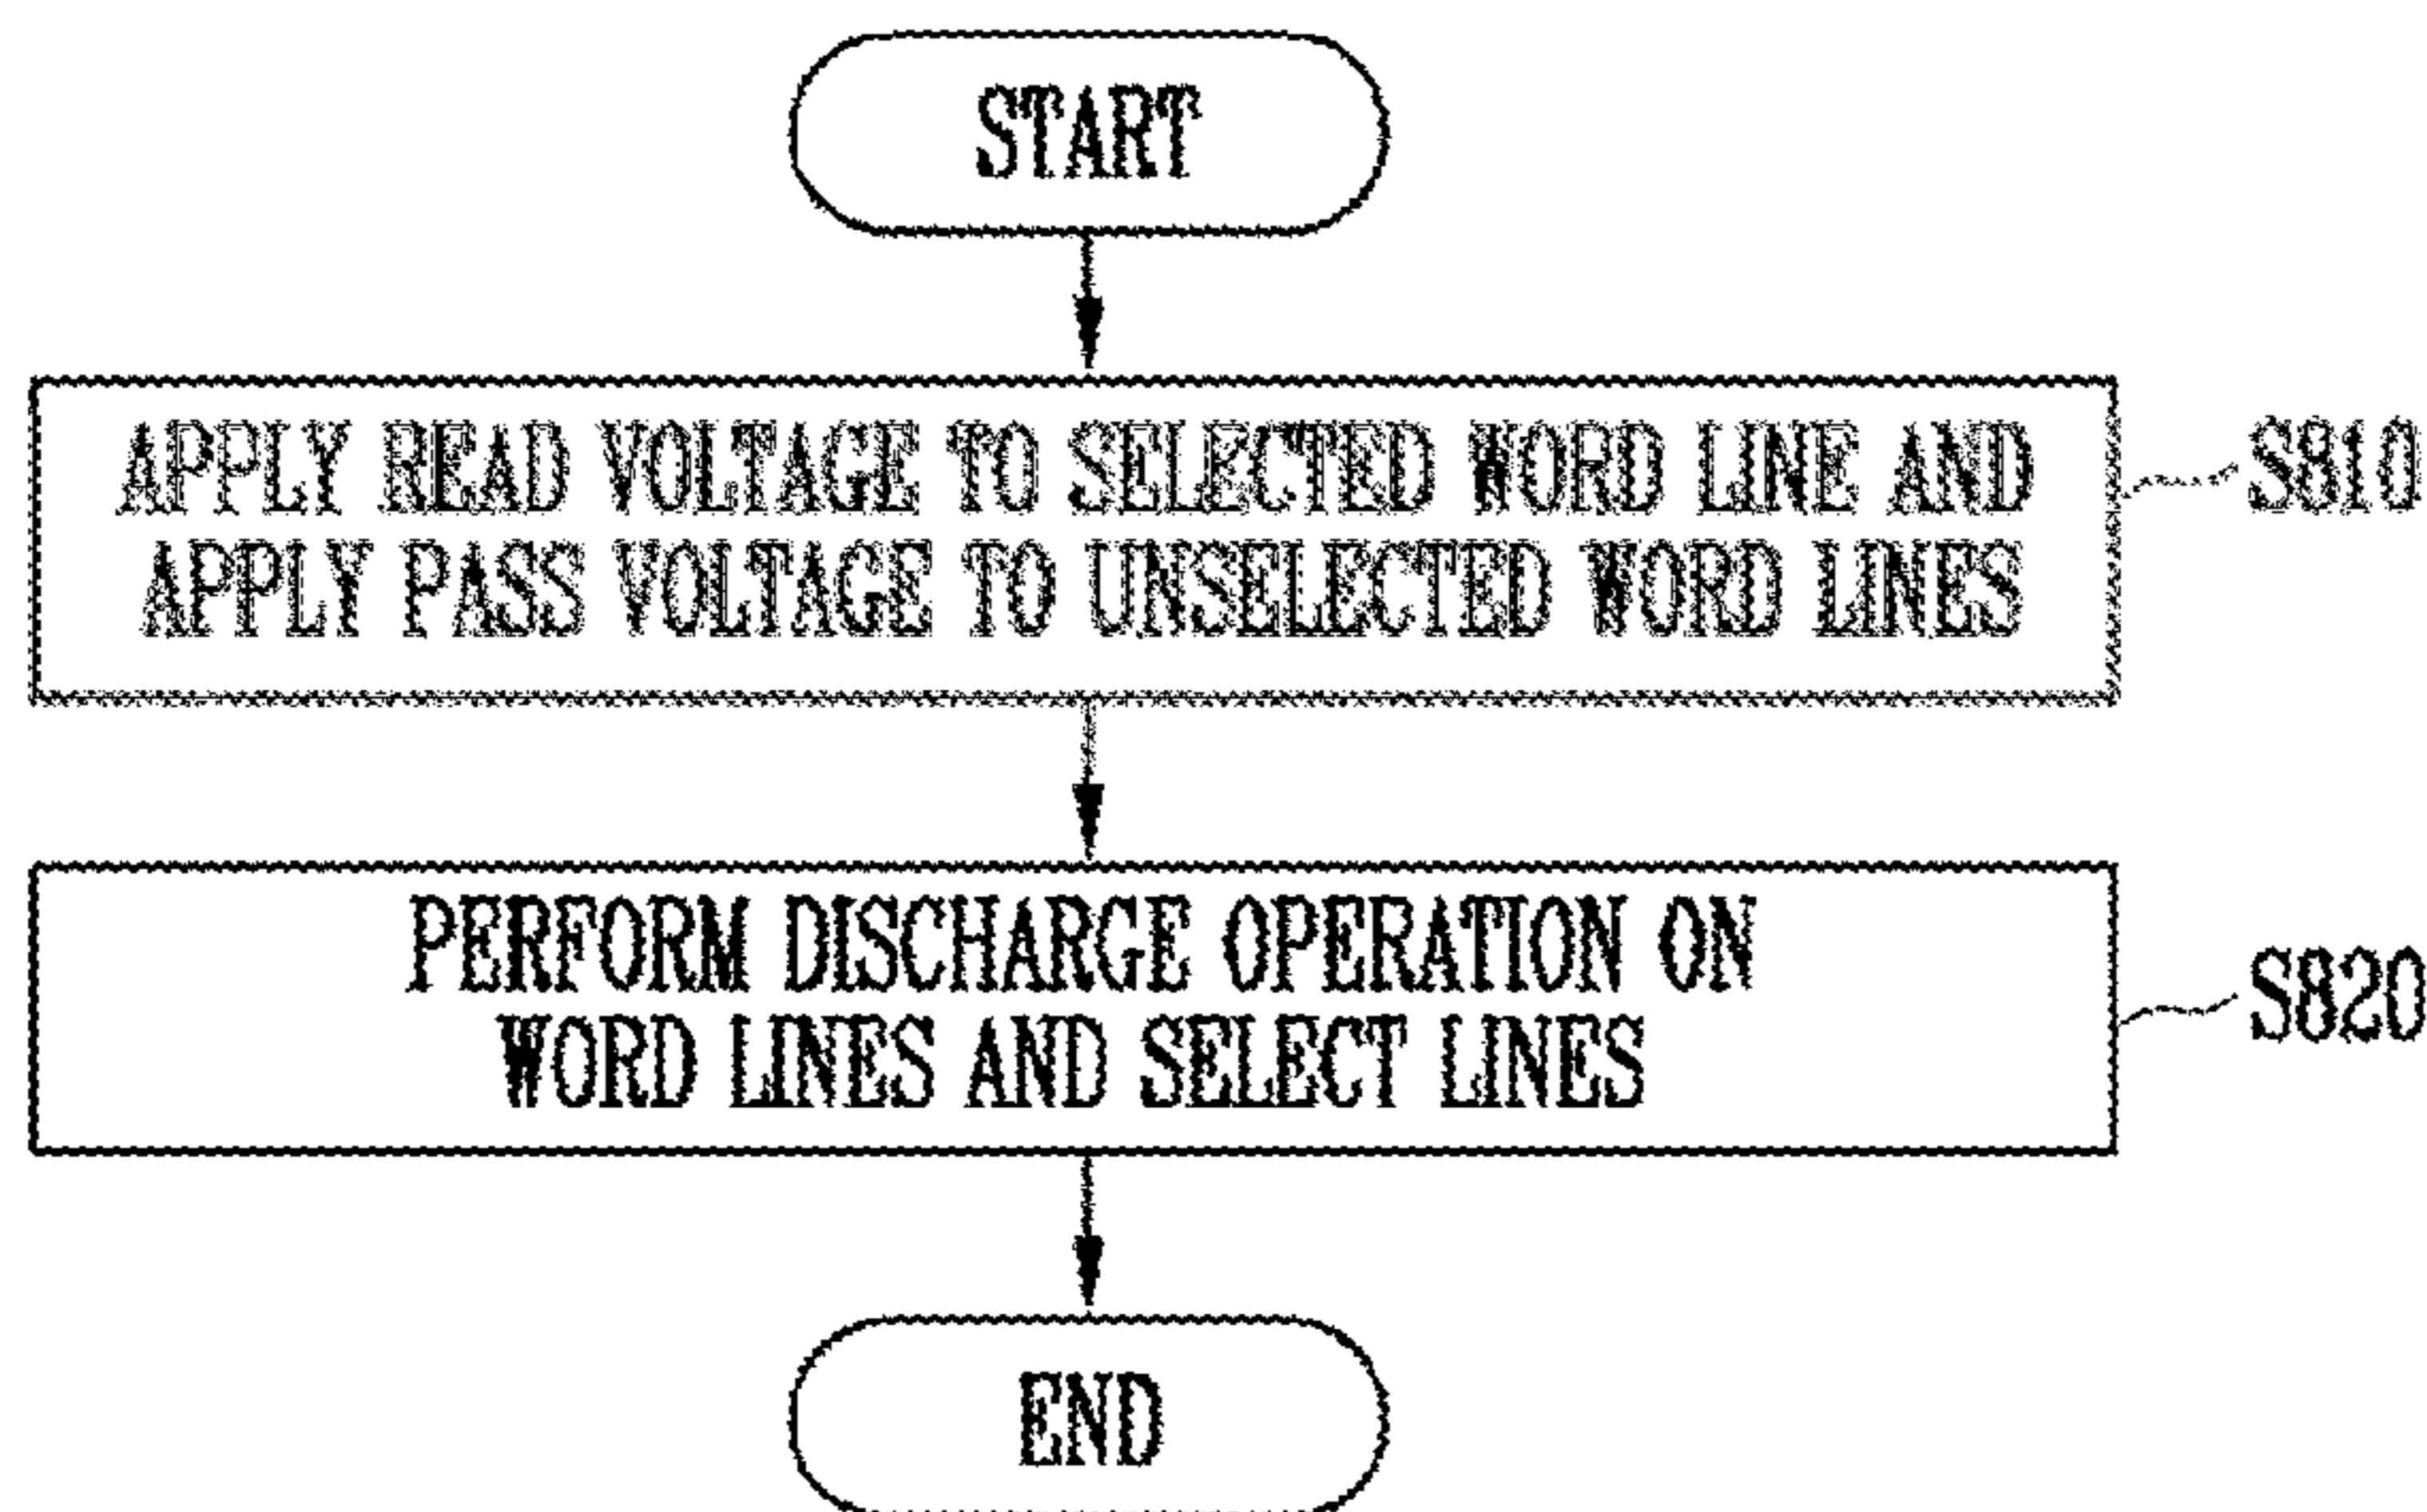 START
APPLY READ VOLTAGE TO SELECTED WORD LINE AND
APPLY PASS VOLTAGE TO UNSELECTED WORD LINES
S810
PERFORM DISCHARGE OPERATION ON
WORD LINES AND SELECT LINES
S820
END